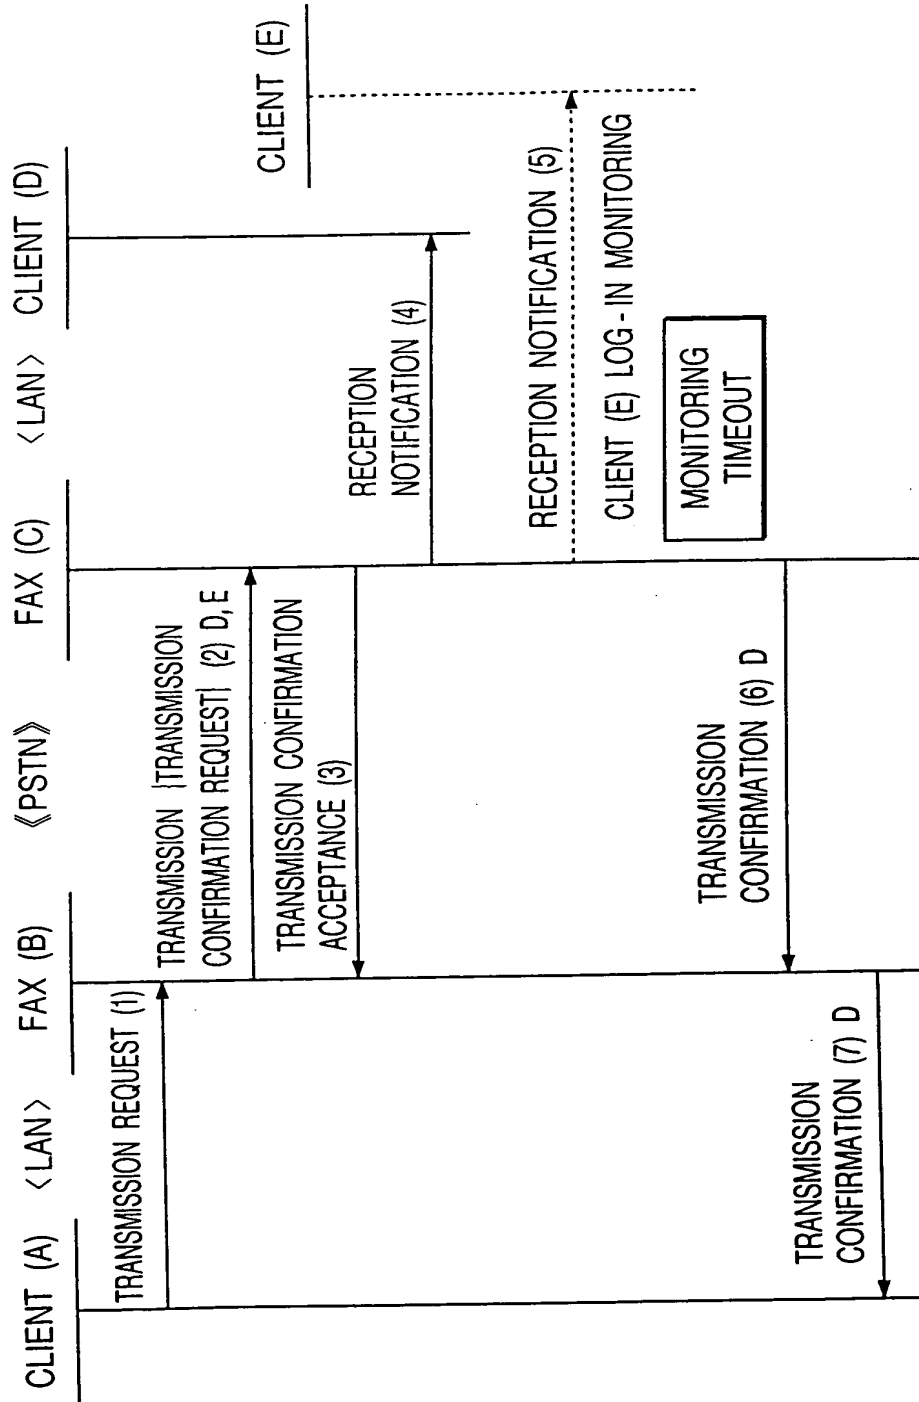 CLIENT (A) 〈LAN〉 FAX (B) 《PSTN》 FAX (C) 〈LAN〉 CLIENT (D)
CLIENT (E)
TRANSMISSION REQUEST (1)
TRANSMISSION {TRANSMISSION
CONFIRMATION REQUEST} (2) D, E
TRANSMISSION CONFIRMATION
ACCEPTANCE (3)
RECEPTION
NOTIFICATION (4)
RECEPTION NOTIFICATION (5)
CLIENT (E) LOG-IN MONITORING
MONITORING
TIMEOUT
TRANSMISSION
CONFIRMATION (6) D
TRANSMISSION
CONFIRMATION (7) D